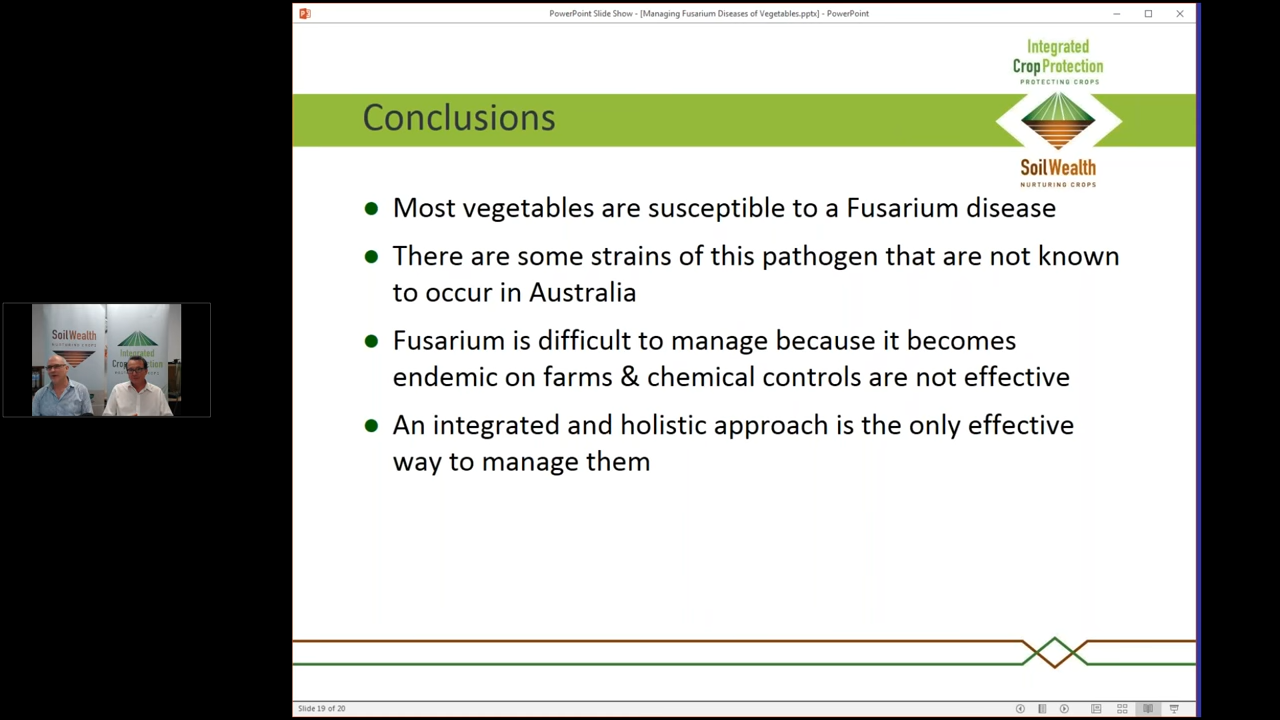 PowerPoint Slide Show - [Managing Fusarium Diseases of Vegetables.pptx] - PowerPoint
Integrated
Crop Protection
PROTECTING CROPS
Conclusions
Soil Wealth
NURTURING CROPS
Most vegetables are susceptible to a Fusarium disease
There are some strains of this pathogen that are not known
to occur in Australia
Fusarium is difficult to manage because it becomes
endemic on farms & chemical controls are not effective
An integrated and holistic approach is the only effective
way to manage them
SoilWealth
Integrated
Slide 19 of 20